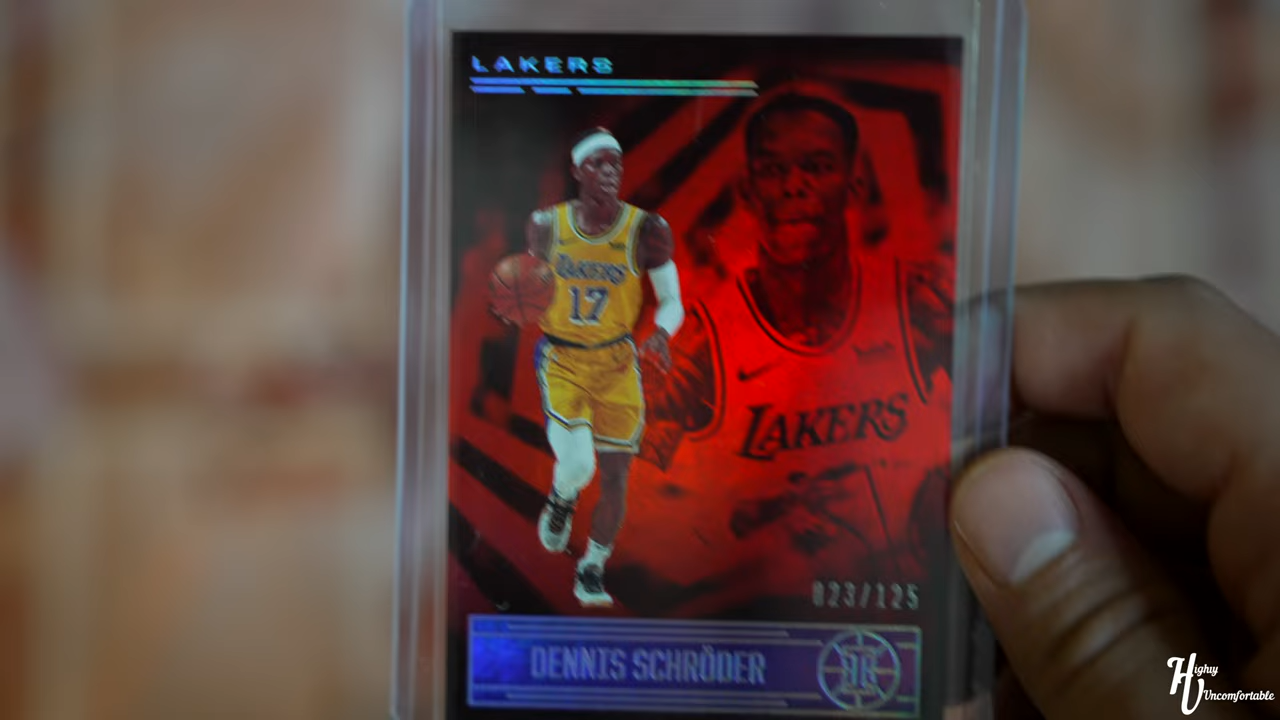 LAKERS
LAKERS
17
LAKERS
023/125
DENNIS SCHRÖDER
Highly
Uncomfortable